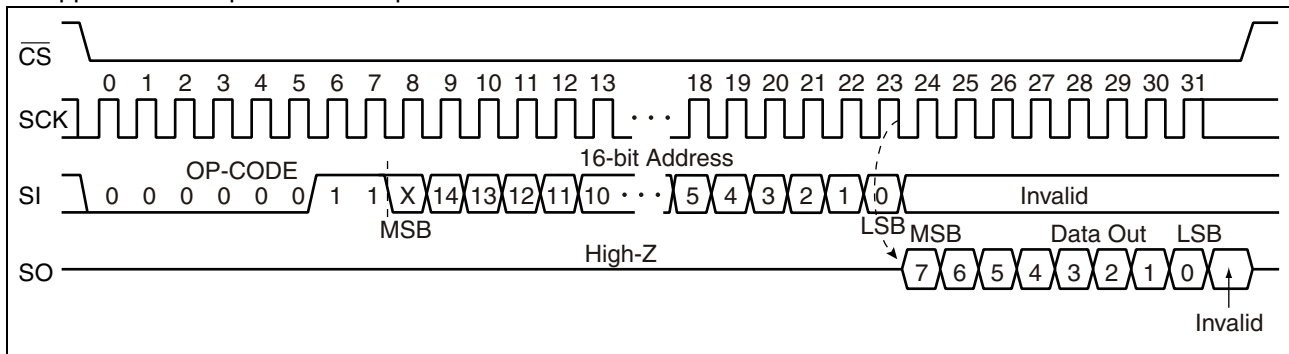 CS
0 1 2 3 4 5 6 7 8 9 10 11 12 13 18 19 20 21 22 23 24 25 26 27 28 29 30 31
SCK
OP-CODE 16-bit Address
SI 0 0 0 0 0 0 1 1 X 14 13 12 11 10 5 4 3 2 1 0 Invalid
MSB LSB MSB Data Out LSB
High-Z
SO 7 6 5 4 3 2 1 0
Invalid